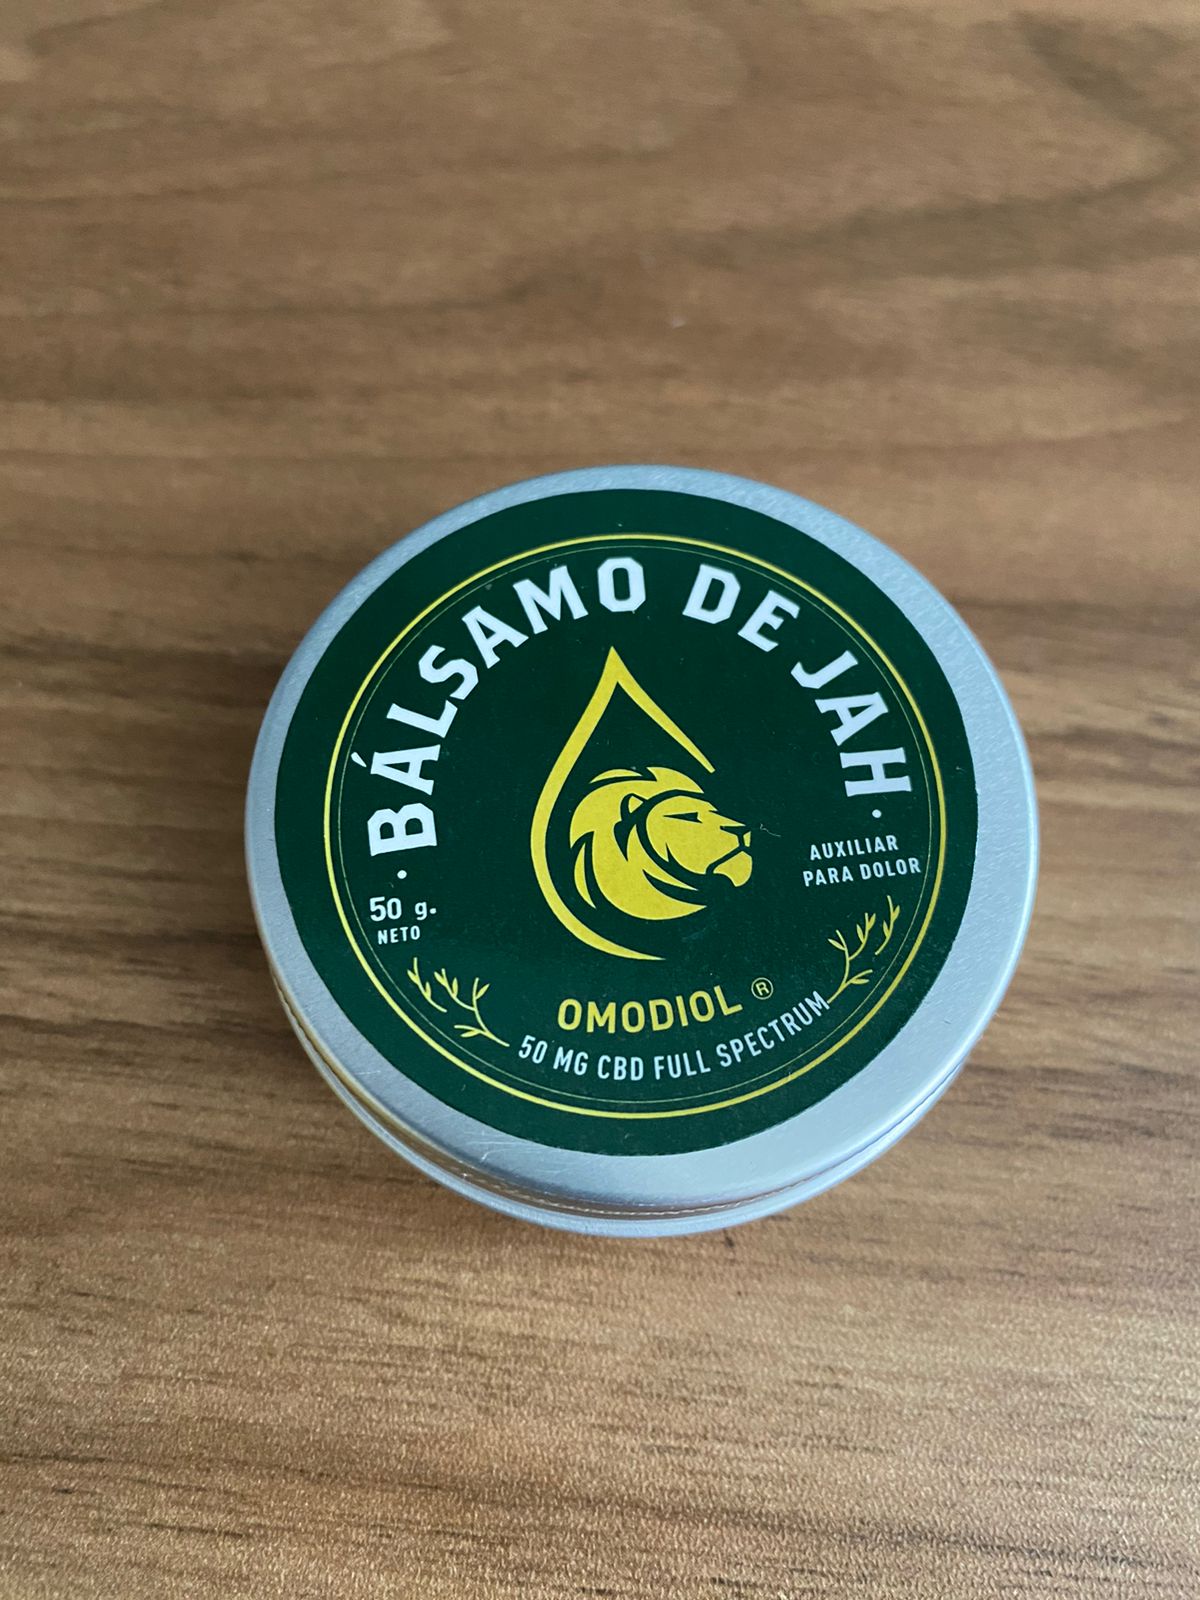 · BÁLSAMO DE JAH ·
AUXILIAR
PARA DOLOR
50 g.
NETO
OMODIOL ®
50 MG CBD FULL SPECTRUM